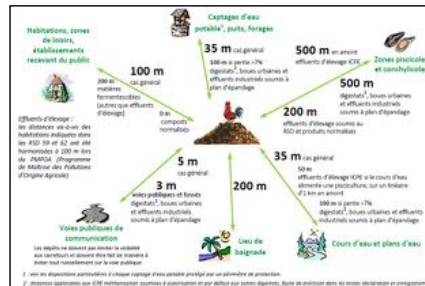 Captages d'eau
potable¹, puits, forages
Habitations, zones
de loisirs,
établissements
recevant du public
35 m cas général
100 m si pente >7%
digestats², boues urbaines
et effluents industriels
soumis à
plan d'épandage
500 m en amont
effluents d'élevage ICPE
Zones piscicole
et conchylicole
100 m
cas général
200 m
matières
fermentescibles
(autres que effluents
d'élevage)
0 m
composts
normalisés
500 m
digestats², boues urbaines
et effluents industriels
soumis à plan d'épandage
200 m
effluents d'élevage soumis au
RSD et produits normalisés
Effluents d'élevage :
les distances vis-à-vis des
habitations indiquées dans
les RSD 59 et 62 ont été
harmonisées à 100 m lors
du PMPOA (Programme
de Maîtrise des Pollutions
d'Origine Agricole)
5 m
cas général
3 m
voies publiques et fossés
digestats², boues urbaines
et effluents industriels
soumis à plan d'épandage
200 m
35 m
cas général
50 m
effluents d'élevage ICPE si le cours d'eau
alimente une pisciculture, sur un linéaire
d'1 km en amont
100 m si pente >7%
digestats², boues urbaines et effluents
industriels soumis à plan
d'épandage
Voies publiques de
communication
Les dépôts ne doivent pas limiter la visibilité
aux carrefours et doivent être fait de manière à
éviter tout ruissellement sur la voie publique
Lieu de
baignade
Cours d'eau et plans d'eau
1 : voir les dispositions particulières à chaque captage d'eau potable protégé par un périmètre de protection.